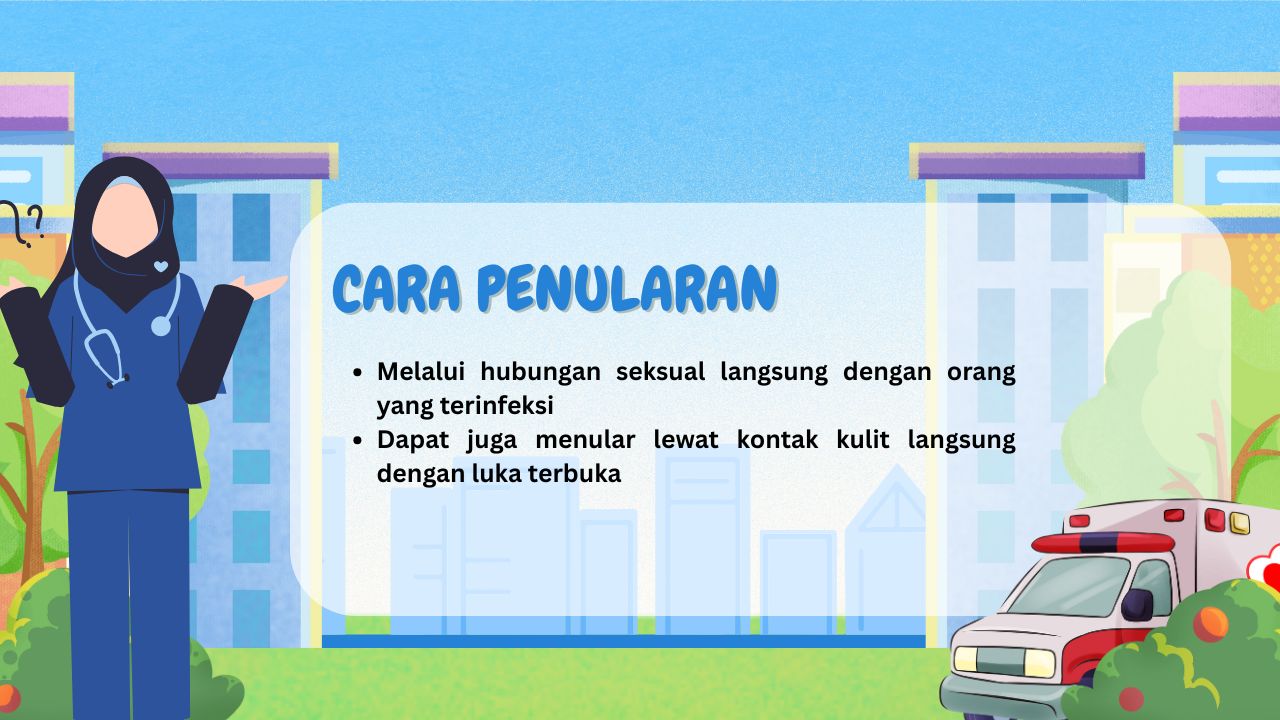 ??
CARA PENULARAN
• Melalui hubungan seksual langsung dengan orang
yang terinfeksi
• Dapat juga menular lewat kontak kulit langsung
dengan luka terbuka